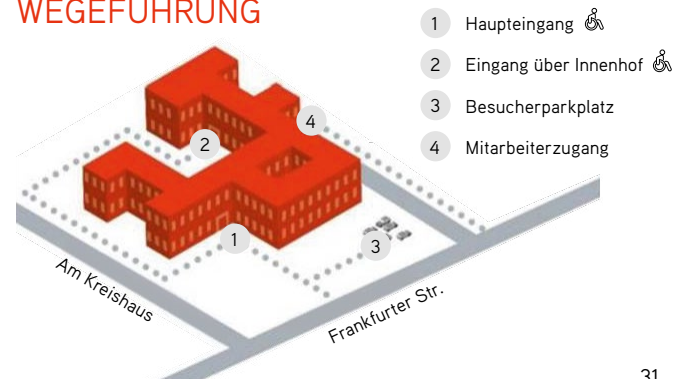 WEGEFÜHRUNG
1 Haupteingang
2 Eingang über Innenhof
3 Besucherparkplatz
4 Mitarbeiterzugang
4
2
1
3
Am Kreishaus
Frankfurter Str.
31